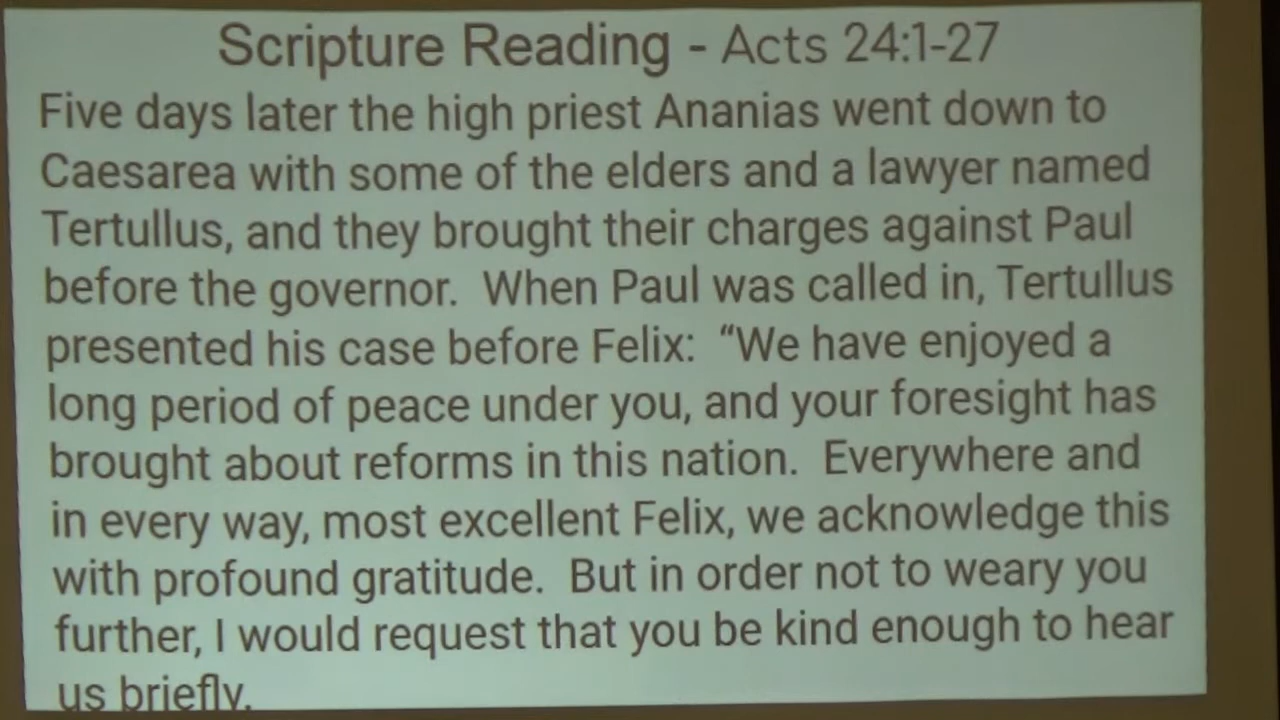 Scripture Reading - Acts 24:1-27
Five days later the high priest Ananias went down to
Caesarea with some of the elders and a lawyer named
Tertullus, and they brought their charges against Paul
before the governor.  When Paul was called in, Tertullus
presented his case before Felix:  “We have enjoyed a
long period of peace under you, and your foresight has
brought about reforms in this nation.  Everywhere and
in every way, most excellent Felix, we acknowledge this
with profound gratitude.  But in order not to weary you
further, I would request that you be kind enough to hear
us briefly.